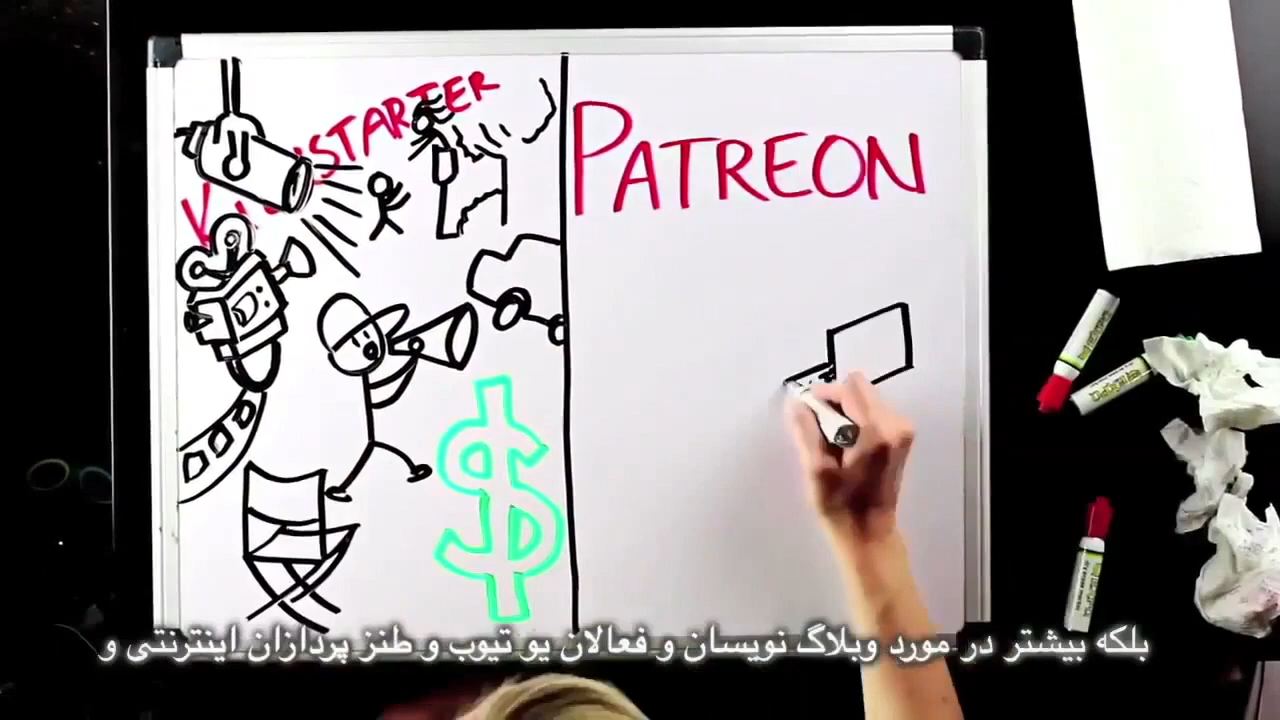 PATREON
بلکه بیشتر در مورد وبلاگ نویسان و فعالان یو تیوب و طنز پردازان اینترنتی و